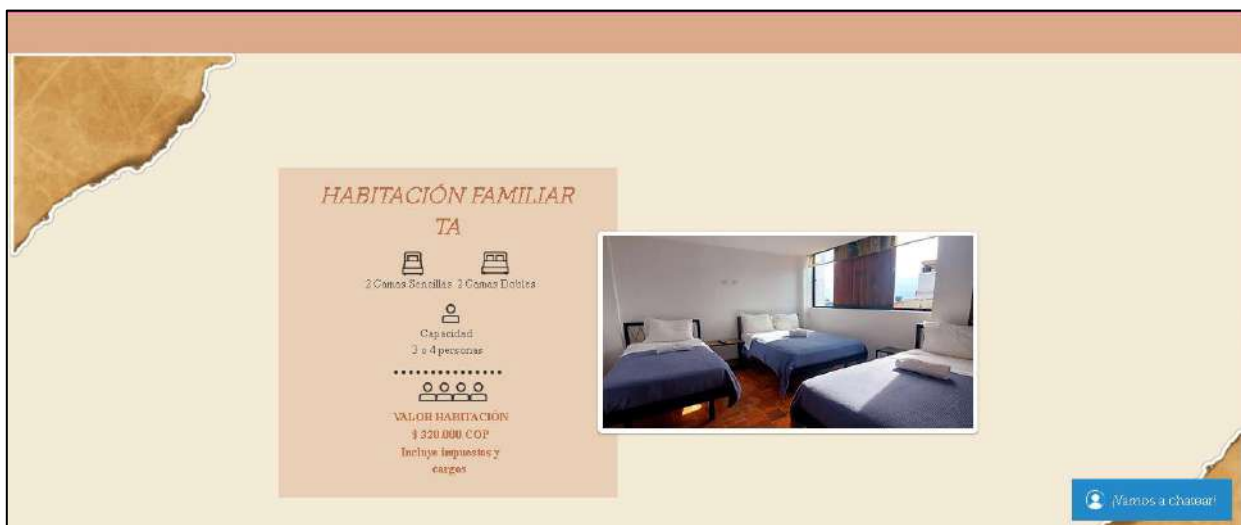 HABITACIÓN FAMILIAR
TA
2 Camas Sencillas 2 Camas Dobles
Capacidad
3 o 4 personas
VALOR HABITACIÓN
$ 320.000 COP
Incluye impuestos y
cargos
¡Vamos a chatear!